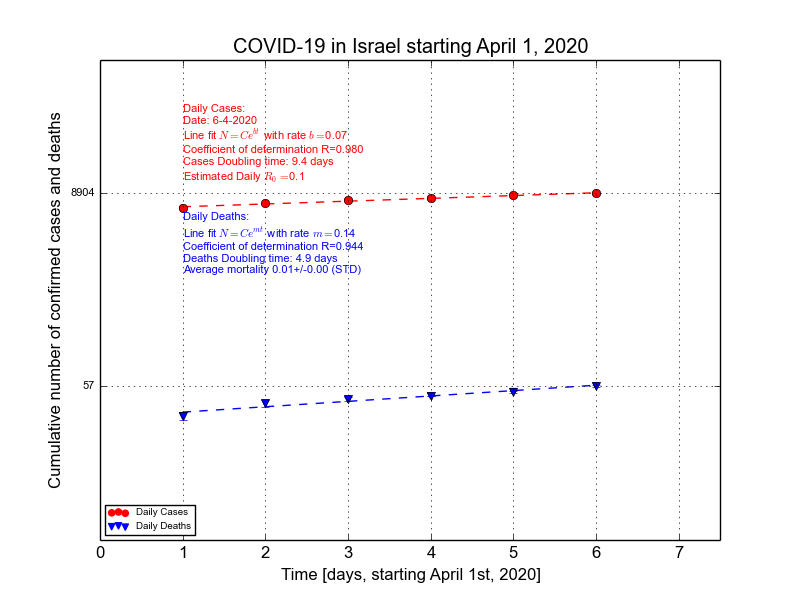 COVID-19 in Israel starting April 1, 2020
Daily Cases:
Date: 6-4-2020
Line fit N = Ce^{bt} with rate b =0.07
Coefficient of determination R=0.980
Cases Doubling time: 9.4 days
Estimated Daily R_0 =0.1
Daily Deaths:
Line fit N = Ce^{mt} with rate m =0.14
Coefficient of determination R=0.944
Deaths Doubling time: 4.9 days
Average mortality 0.01+/-0.00 (STD)
Cumulative number of confirmed cases and deaths
8904
57
Daily Cases
Daily Deaths
0 1 2 3 4 5 6 7
Time [days, starting April 1st, 2020]